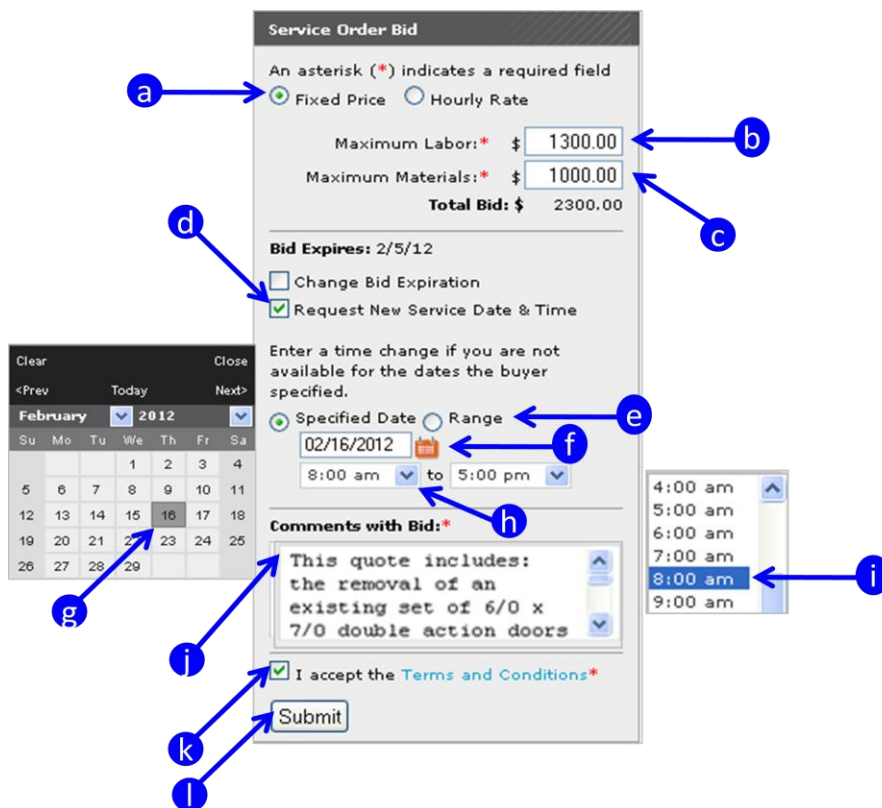 Service Order Bid
An asterisk (*) indicates a required field
a
Fixed Price Hourly Rate
Maximum Labor:* $ 1300.00
b
Maximum Materials:* $ 1000.00
Total Bid: $ 2300.00
c
d
Bid Expires: 2/5/12
Change Bid Expiration
Request New Service Date & Time
Enter a time change if you are not
available for the dates the buyer
specified.
Specified Date Range
e
02/16/2012
f
8:00 am to 5:00 pm
h
Clear Close
<Prev Today Next>
February 2012
Su Mo Tu We Th Fr Sa
1 2 3 4
5 6 7 8 9 10 11
12 13 14 15 16 17 18
19 20 21 22 23 24 25
26 27 28 29
g
4:00 am
5:00 am
6:00 am
7:00 am
8:00 am
9:00 am
i
Comments with Bid:*
This quote includes:
the removal of an
existing set of 6/0 x
7/0 double action doors
j
I accept the Terms and Conditions*
k
Submit
l